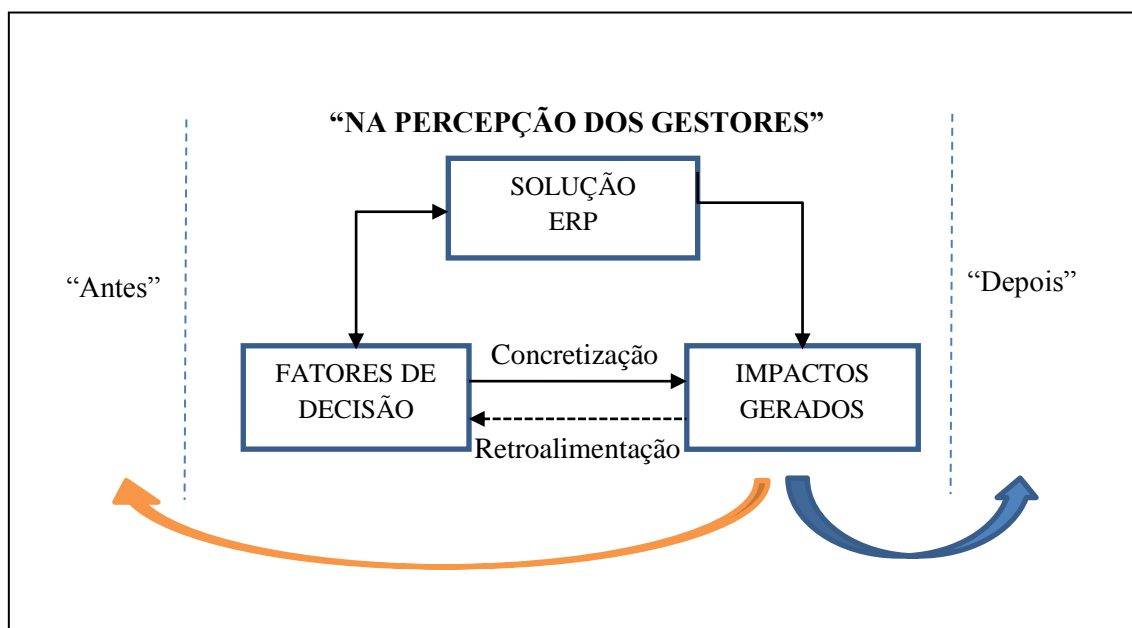 “NA PERCEPÇÃO DOS GESTORES”
SOLUÇÃO
ERP
“Antes”
“Depois”
FATORES DE
DECISÃO
Concretização
Retroalimentação
IMPACTOS
GERADOS